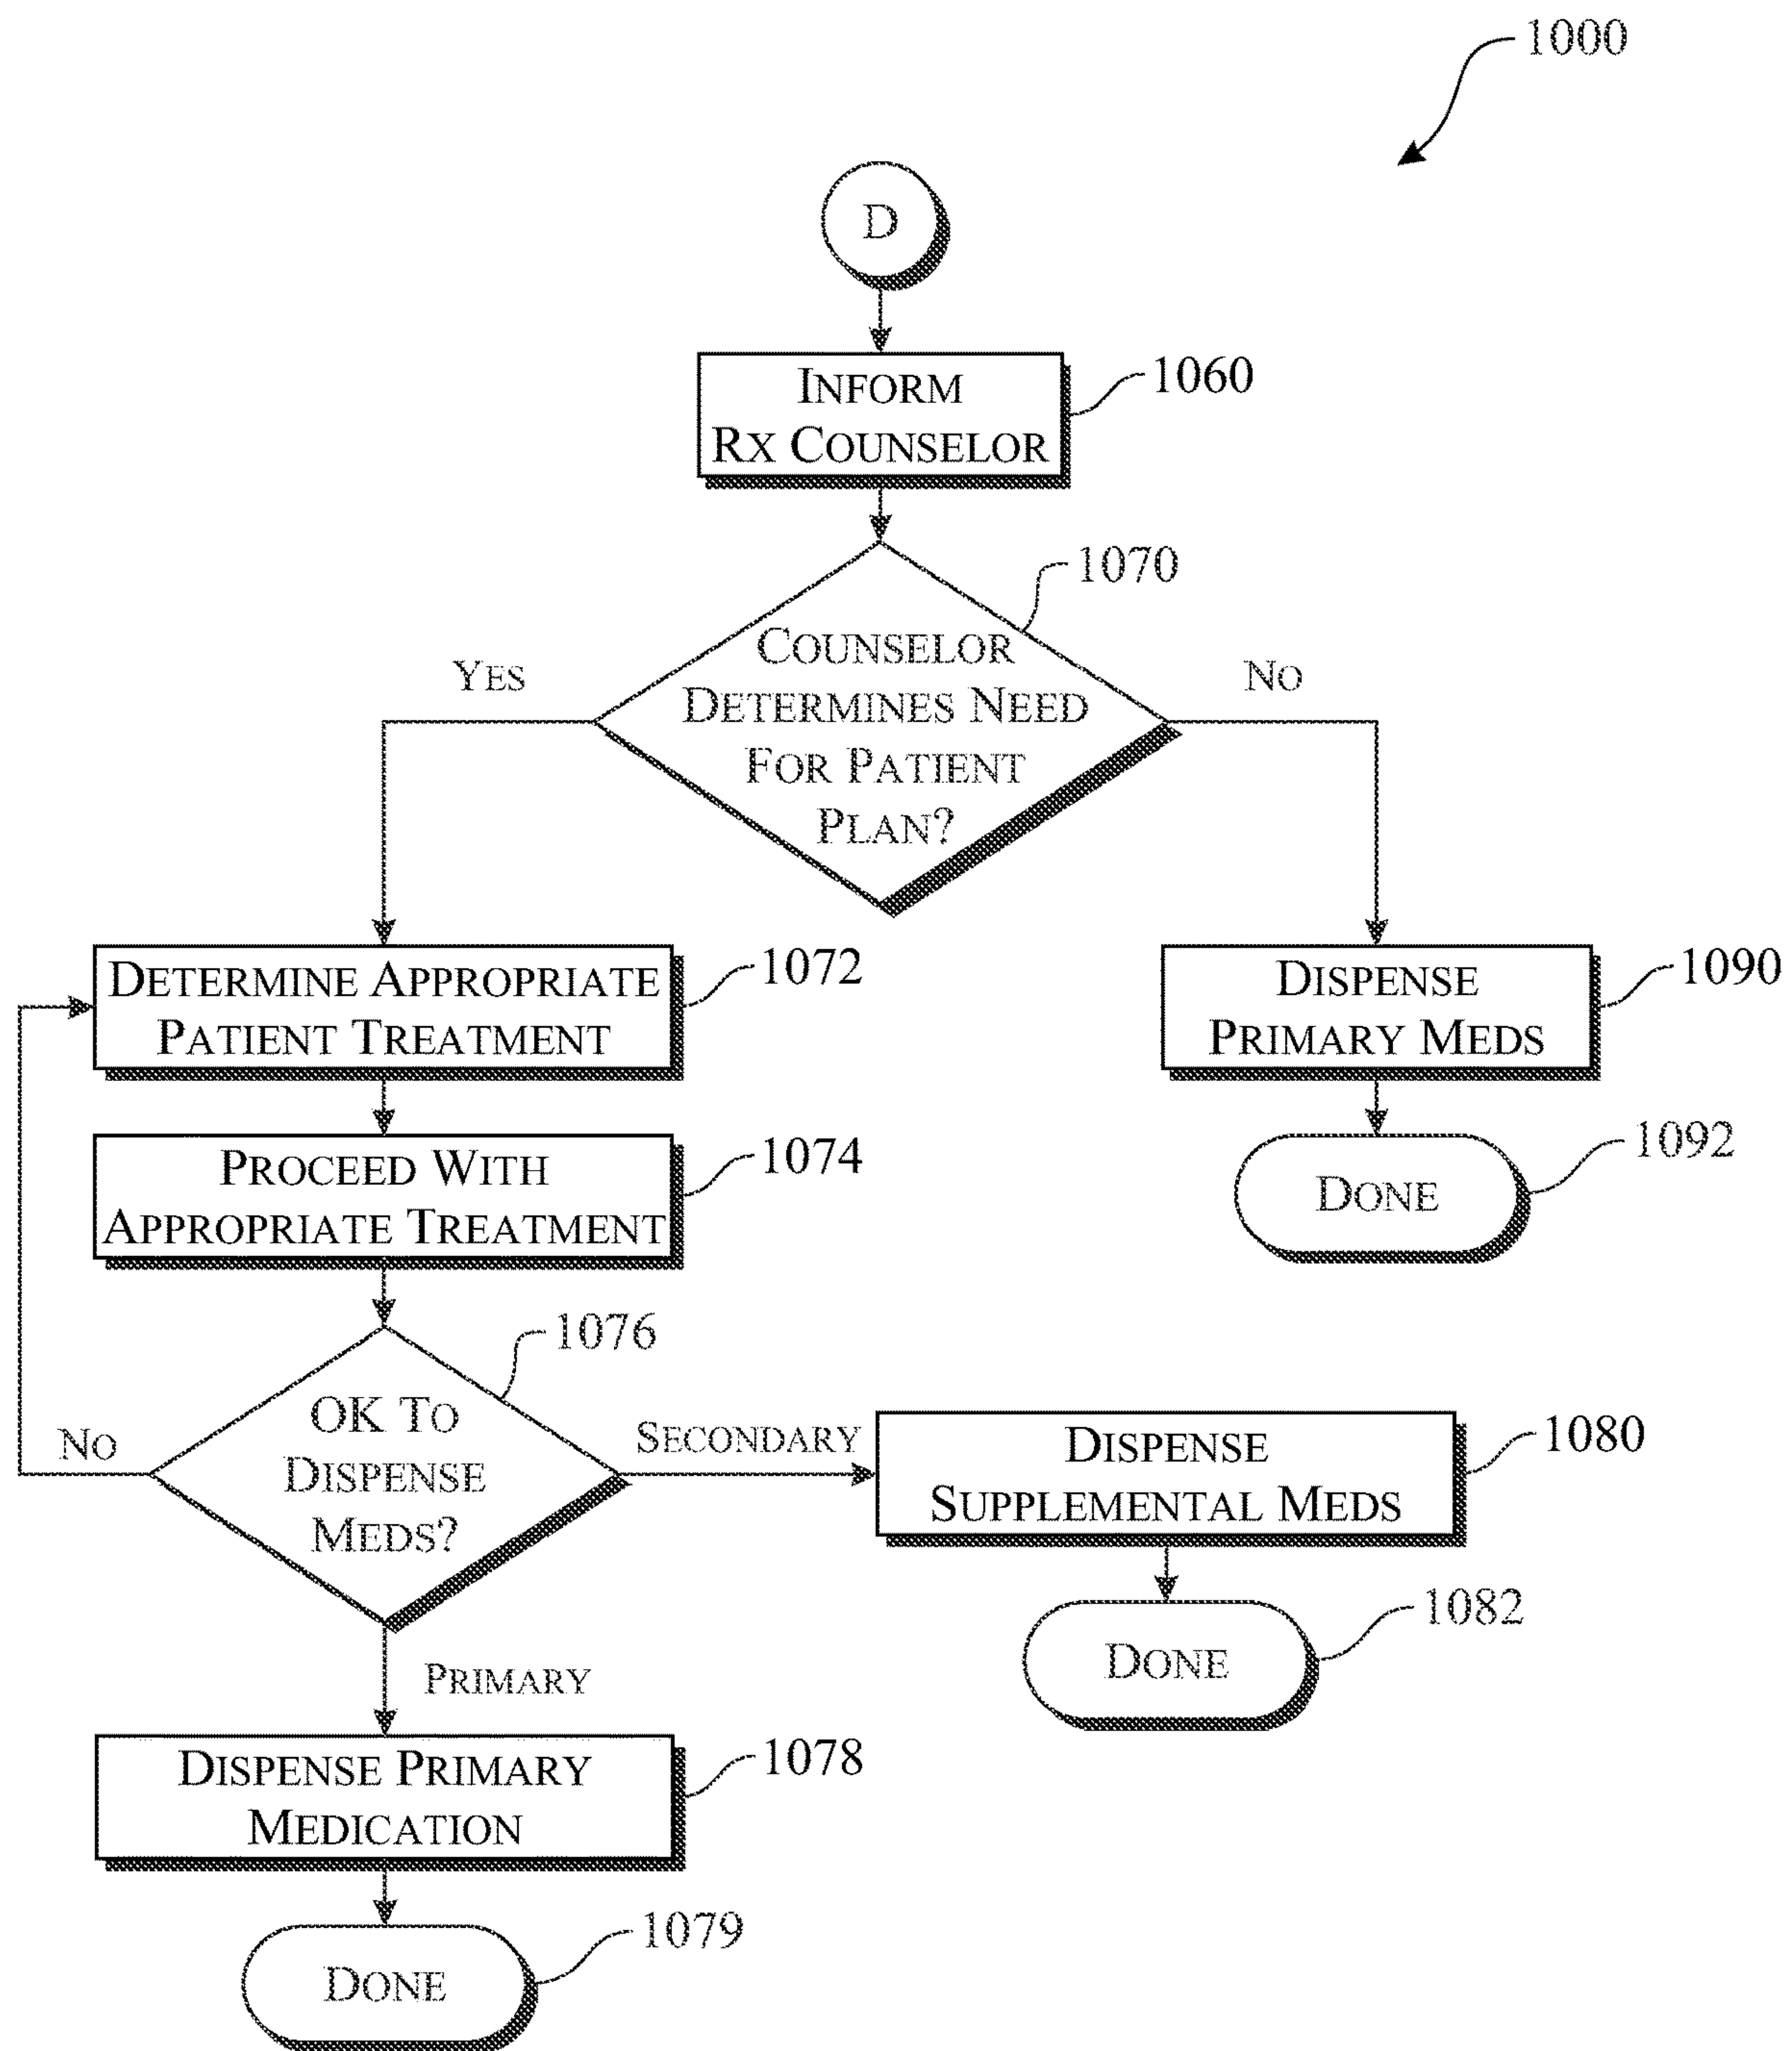 1000
D
INFORM
RX COUNSELOR
1060
1070
COUNSELOR
DETERMINES NEED
FOR PATIENT
PLAN?
YES
NO
DETERMINE APPROPRIATE
PATIENT TREATMENT
1072
DISPENSE
PRIMARY MEDS
1090
PROCEED WITH
APPROPRIATE TREATMENT
1074
DONE
1092
1076
OK TO
DISPENSE
MEDS?
NO
SECONDARY
DISPENSE
SUPPLEMENTAL MEDS
1080
DONE
1082
PRIMARY
DISPENSE PRIMARY
MEDICATION
1078
DONE
1079